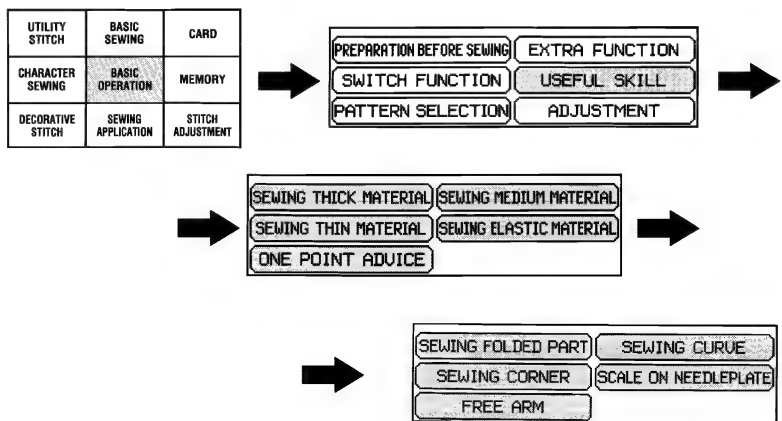 UTILITY
STITCH
BASIC
SEWING
CARD
CHARACTER
SEWING
BASIC
OPERATION
MEMORY
DECORATIVE
STITCH
SEWING
APPLICATION
STITCH
ADJUSTMENT
PREPARATION BEFORE SEWING
EXTRA FUNCTION
SWITCH FUNCTION
USEFUL SKILL
PATTERN SELECTION
ADJUSTMENT
SEWING THICK MATERIAL
SEWING MEDIUM MATERIAL
SEWING THIN MATERIAL
SEWING ELASTIC MATERIAL
ONE POINT ADVICE
SEWING FOLDED PART
SEWING CURVE
SEWING CORNER
SCALE ON NEEDLEPLATE
FREE ARM